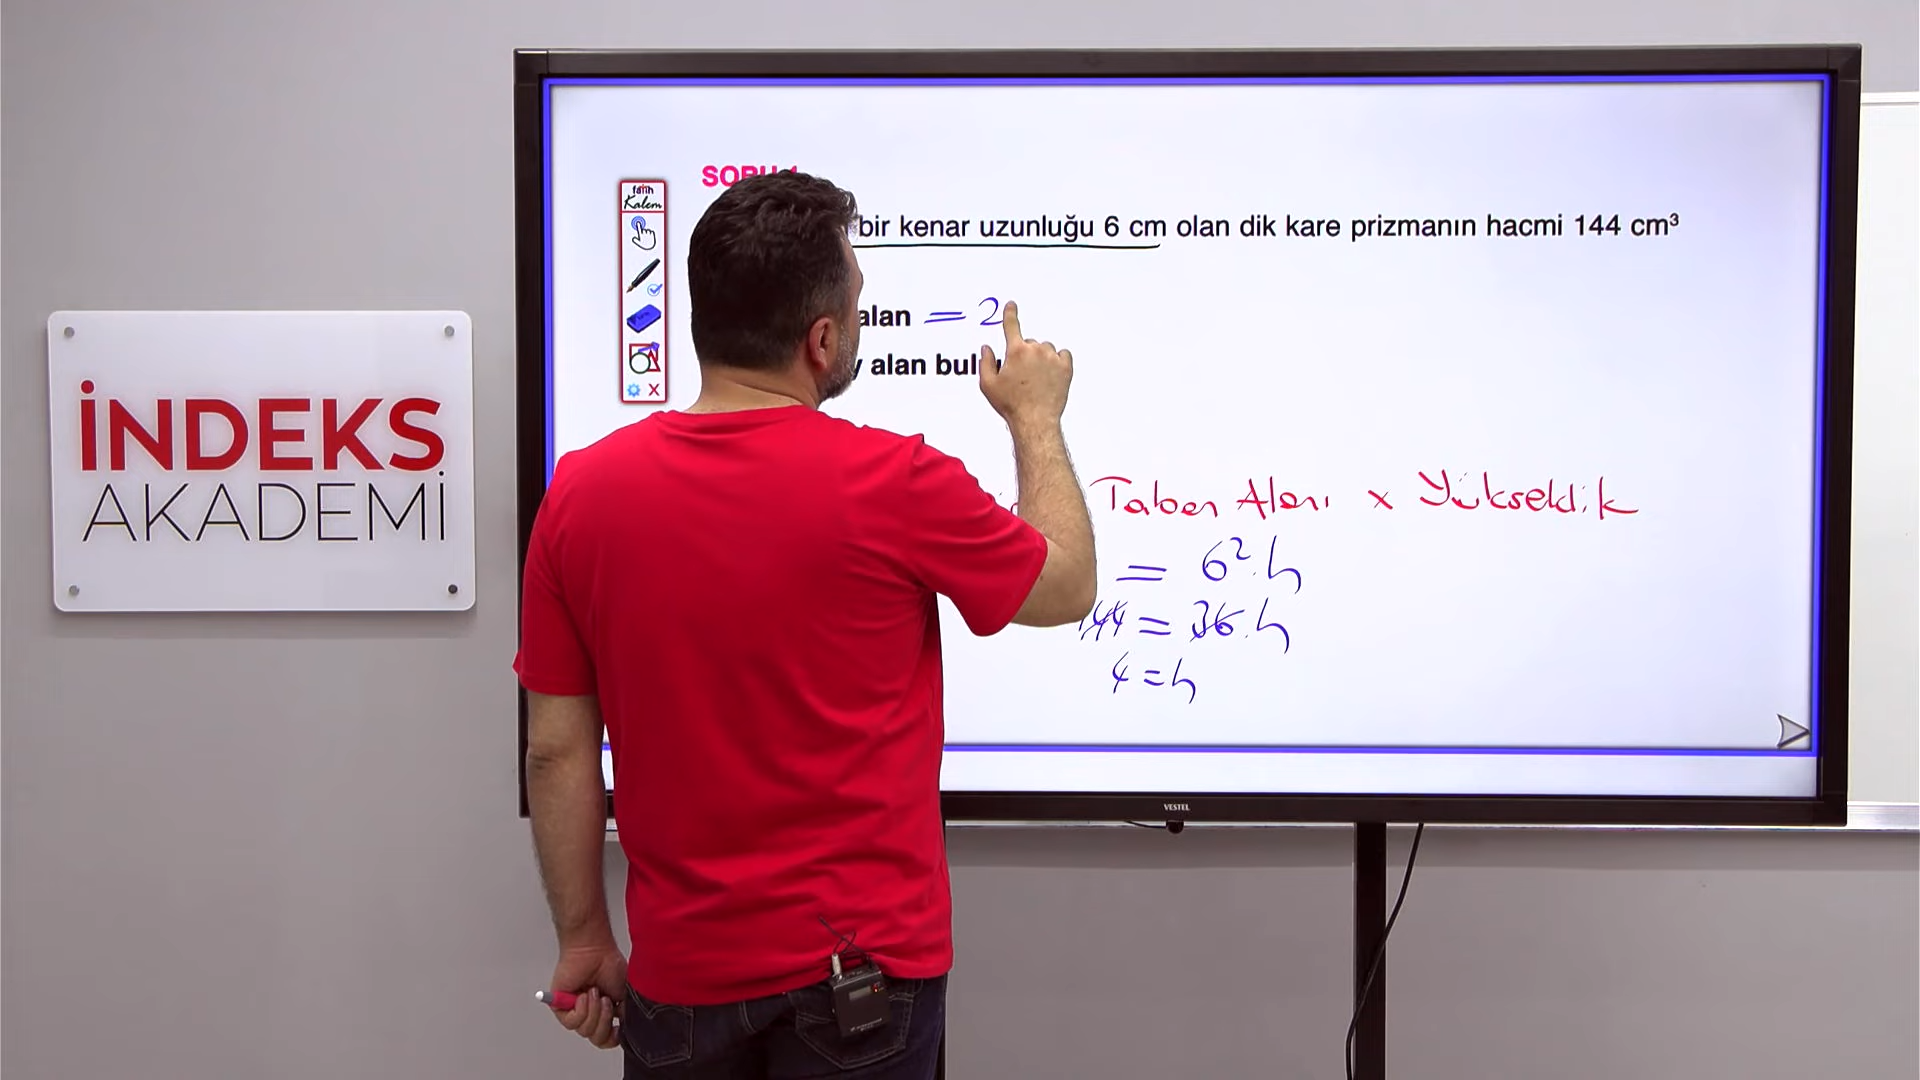 İNDEKS
AKADEMİ
fatih
Kalem
bir kenar uzunluğu 6 cm olan dik kare prizmanın hacmi 144 cm³
alan = 2
alan
Taban Alanı x Yükseklik
= 6². h
144 = 36. h
4 = h
VESTEL